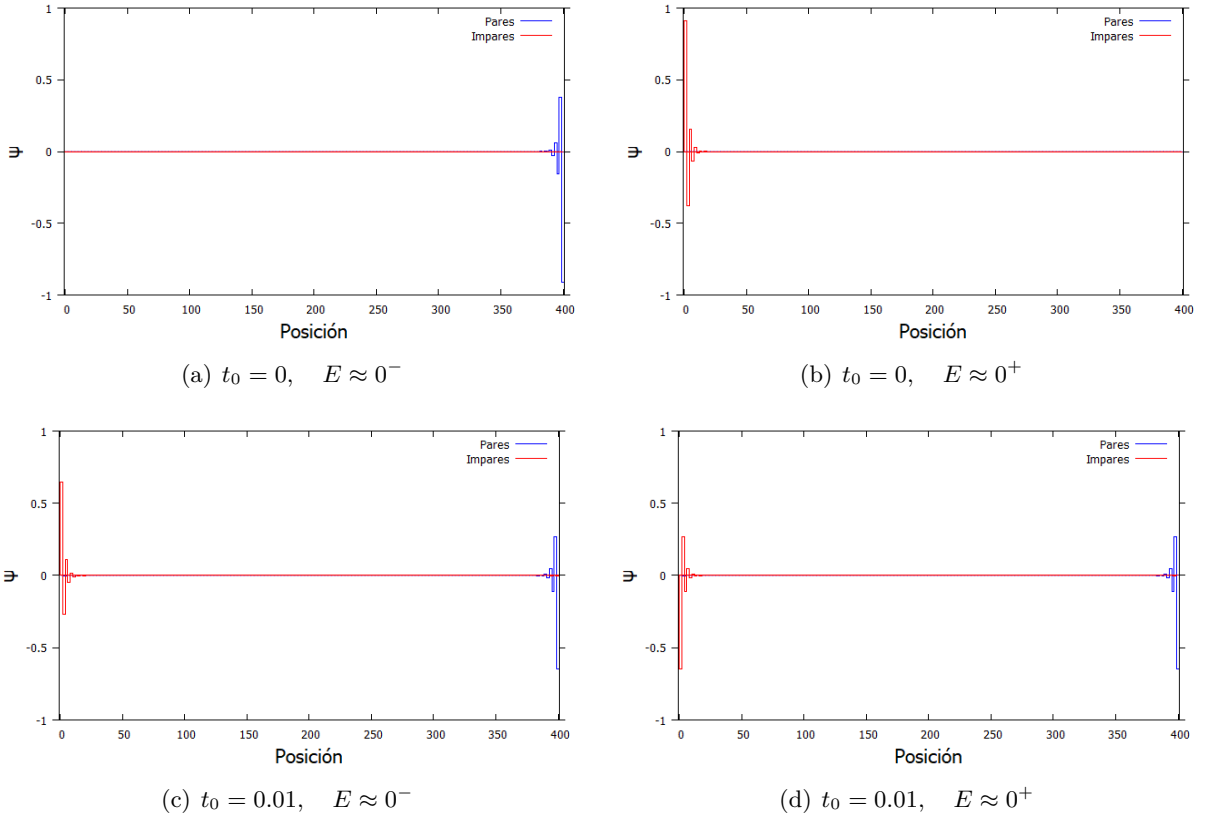 1
0.5
0
-0.5
-1
Ψ
Pares
Impares
0 50 100 150 200 250 300 350 400
Posición
(a) t₀ = 0, E ≈ 0⁻
1
0.5
0
-0.5
-1
Ψ
Pares
Impares
0 50 100 150 200 250 300 350 400
Posición
(b) t₀ = 0, E ≈ 0⁺
1
0.5
0
-0.5
-1
Ψ
Pares
Impares
0 50 100 150 200 250 300 350 400
Posición
(c) t₀ = 0.01, E ≈ 0⁻
1
0.5
0
-0.5
-1
Ψ
Pares
Impares
0 50 100 150 200 250 300 350 400
Posición
(d) t₀ = 0.01, E ≈ 0⁺